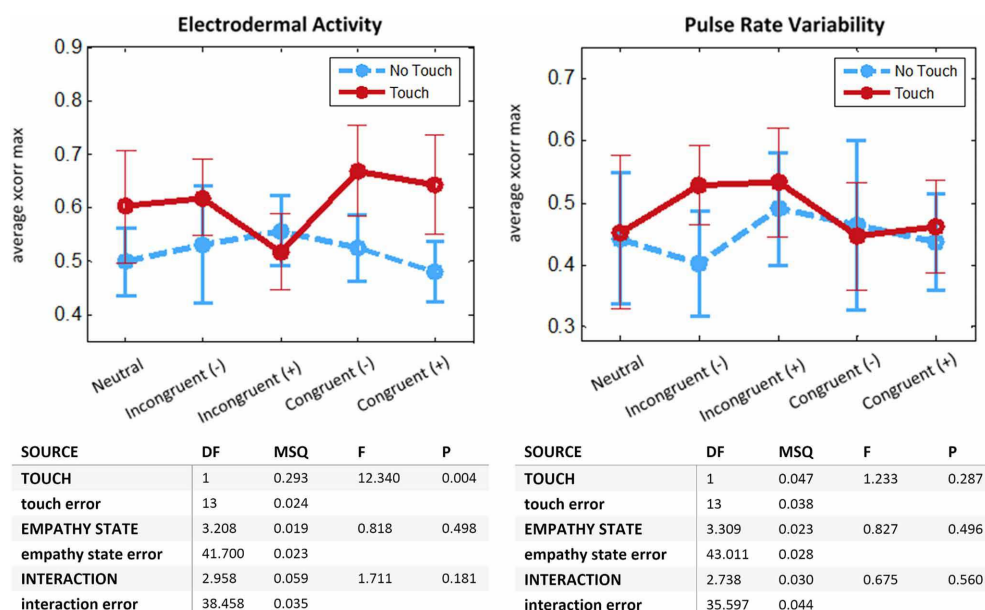 Electrodermal Activity
0.9
0.8
0.7
0.6
0.5
0.4
average xcorr max
No Touch
Touch
Neutral
Incongruent (-)
Incongruent (+)
Congruent (-)
Congruent (+)
Pulse Rate Variability
0.7
0.6
0.5
0.4
0.3
average xcorr max
No Touch
Touch
Neutral
Incongruent (-)
Incongruent (+)
Congruent (-)
Congruent (+)
SOURCE DF MSQ F P
TOUCH 1 0.293 12.340 0.004
touch error 13 0.024
EMPATHY STATE 3.208 0.019 0.818 0.498
empathy state error 41.700 0.023
INTERACTION 2.958 0.059 1.711 0.181
interaction error 38.458 0.035
SOURCE DF MSQ F P
TOUCH 1 0.047 1.233 0.287
touch error 13 0.038
EMPATHY STATE 3.309 0.023 0.827 0.496
empathy state error 43.011 0.028
INTERACTION 2.738 0.030 0.675 0.560
interaction error 35.597 0.044